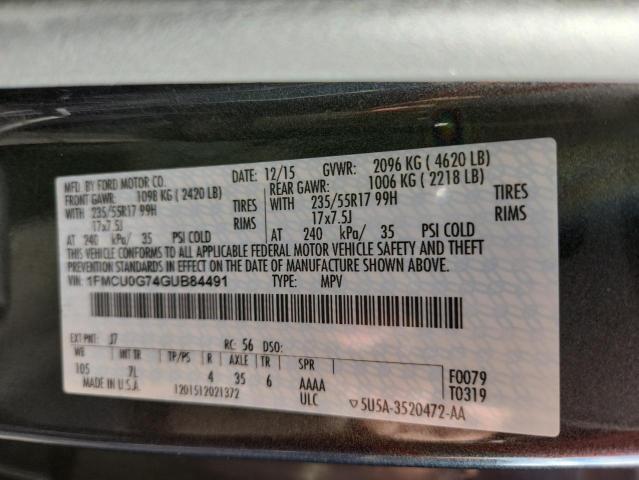 MFD. BY FORD MOTOR CO. DATE: 12/15 GVWR: 2096 KG ( 4620 LB)
FRONT GAWR: 1098 KG ( 2420 LB) REAR GAWR: 1006 KG ( 2218 LB)
WITH 235/55R17 99H TIRES WITH 235/55R17 99H TIRES
17x7.5J RIMS 17x7.5J RIMS
AT 240 kPa/ 35 PSI COLD AT 240 kPa/ 35 PSI COLD
THIS VEHICLE CONFORMS TO ALL APPLICABLE FEDERAL MOTOR VEHICLE SAFETY AND THEFT
PREVENTION STANDARDS IN EFFECT ON THE DATE OF MANUFACTURE SHOWN ABOVE.
VIN: 1FMCU0G74GUB84491 TYPE: MPV
EXT PNT: J7 RC: 56 DSO:
WB INT TR TP/PS R AXLE TR SPR
105 7L 4 35 6 AAAA F0079
MADE IN U.S.A. 1201512021372 ULC T0319
▽5U5A-3520472-AA